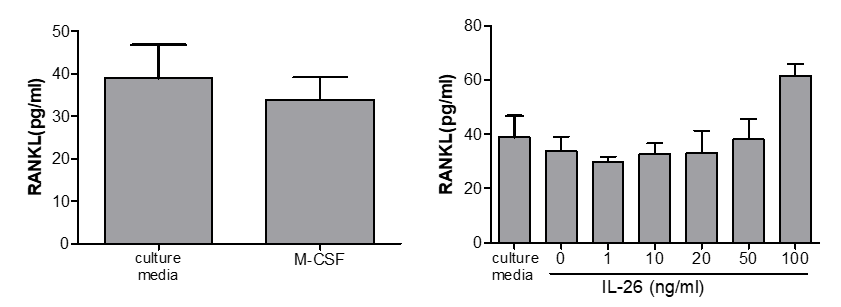 RANKL(pg/ml)
50
40
30
20
10
0
culture
media
M-CSF
RANKL(pg/ml)
80
60
40
20
0
culture
media
0 1 10 20 50 100
IL-26 (ng/ml)